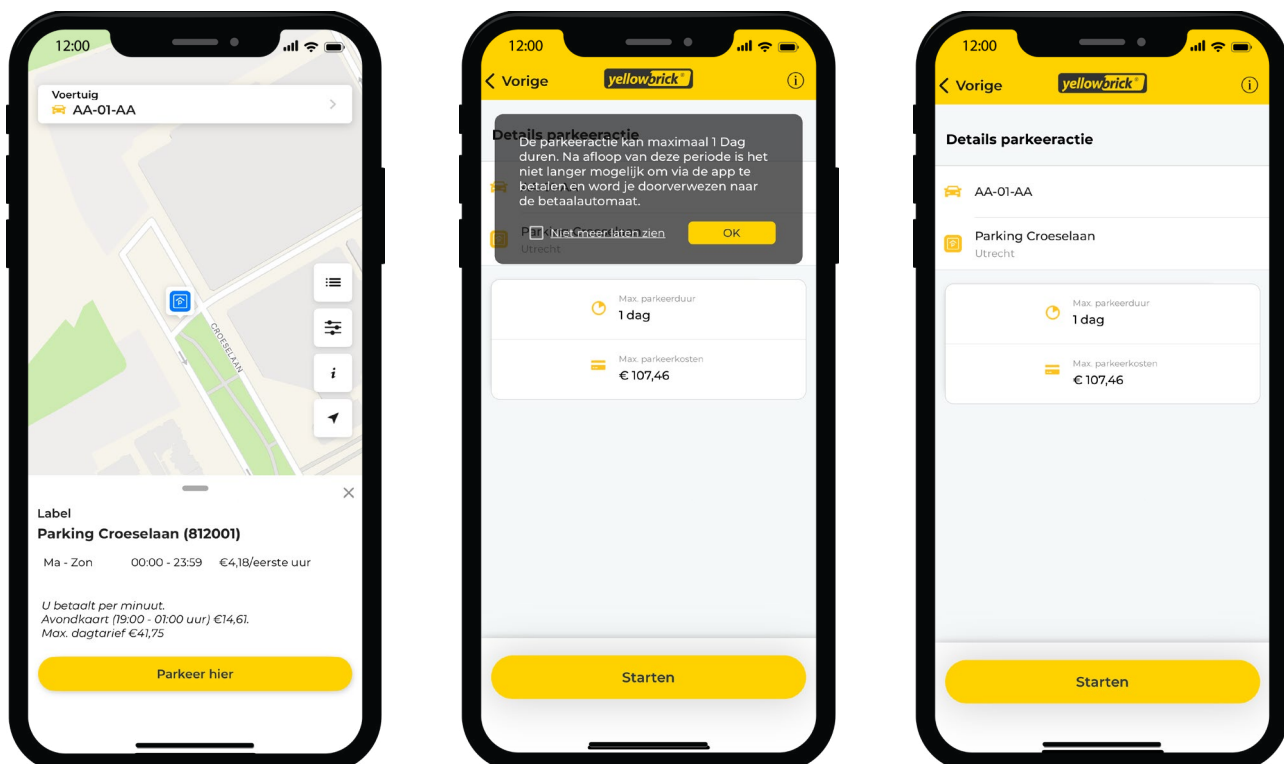 12:00
Voertuig
AA-01-AA
CROESELAAN
i
Label
Parking Croeselaan (812001)
Ma - Zon 00:00 - 23:59 €4,18/eerste uur
U betaalt per minuut.
Avondkaart (19:00 - 01:00 uur) €14,61.
Max. dagtarief €41,75
Parkeer hier
12:00
Vorige
yellowbrick
i
Details parkeeractie
De parkeeractie kan maximaal 1 Dag
duren. Na afloop van deze periode is het
niet langer mogelijk om via de app te
betalen en word je doorverwezen naar
de betaalautomaat.
Niet meer laten zien
OK
Parking Croeselaan
Utrecht
Max. parkeerduur
1 dag
Max. parkeerkosten
€ 107,46
Starten
12:00
Vorige
yellowbrick
i
Details parkeeractie
AA-01-AA
Parking Croeselaan
Utrecht
Max. parkeerduur
1 dag
Max. parkeerkosten
€ 107,46
Starten